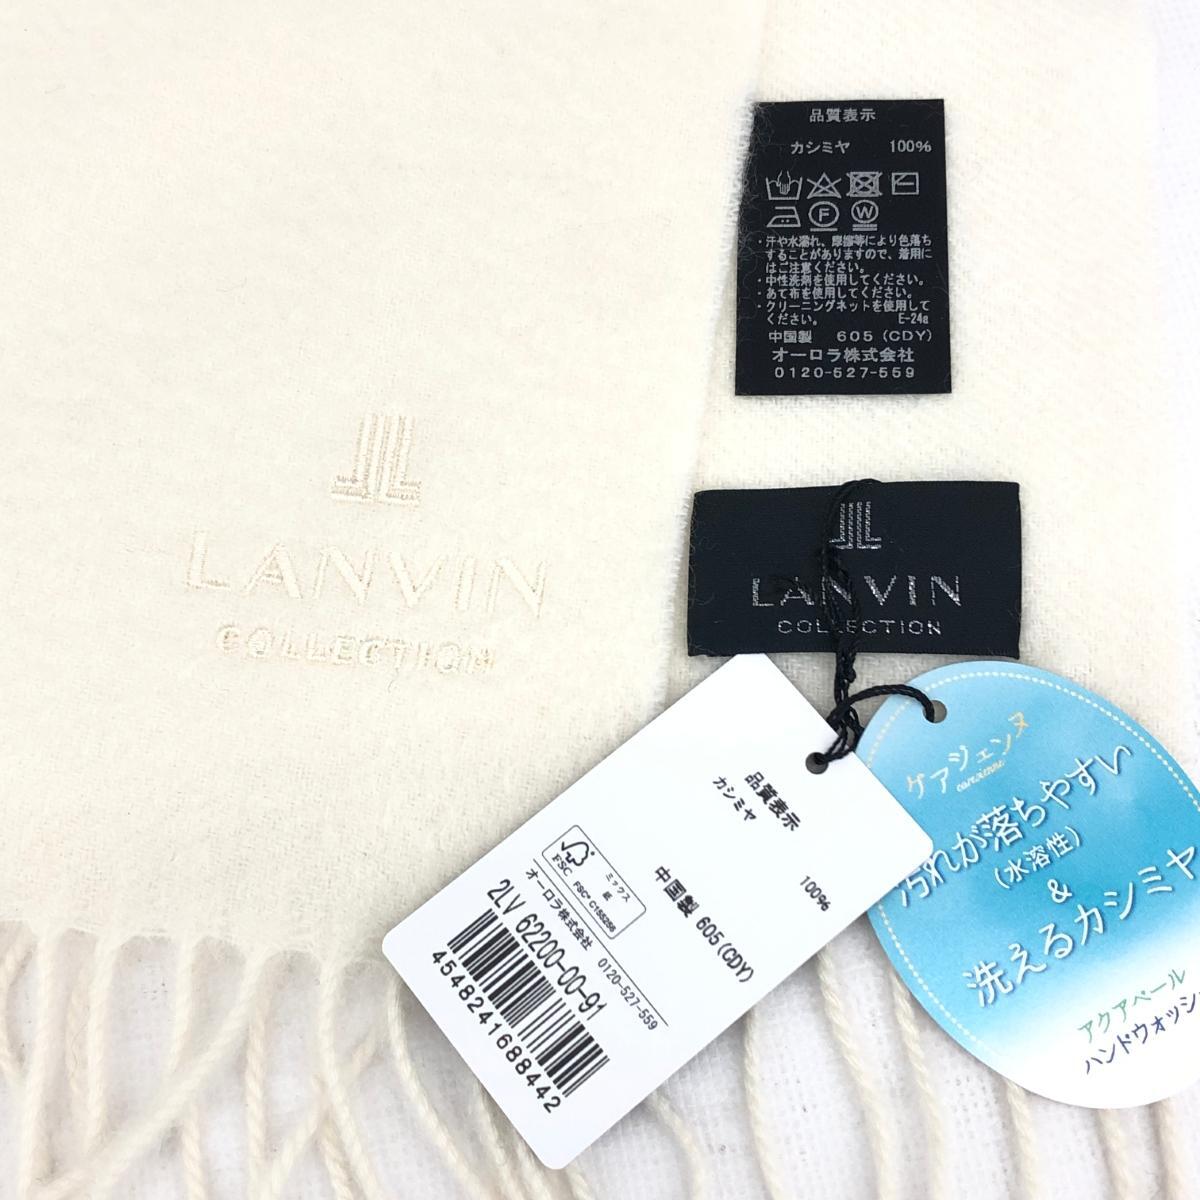 品質表示
カシミヤ 100%
F W
・汗や水濡れ、摩擦等により色落ち
することがありますので、着用に
はご注意ください。
・中性洗剤を使用してください。
・あて布を使用してください。
・クリーニングネットを使用して
ください。 E-24a
中国製 605 (CDY)
オーロラ株式会社
0120-527-559
LANVIN
COLLECTION
LANVIN
COLLECTION
品質表示
カシミヤ 100%
中国製 605(CDY)
FSC
ミックス
紙
FSC® C155256
オーロラ株式会社 0120-527-559
2LV 62200-00-91
4548241688442
ケアジェンヌ
汚れが落ちやすい
(水溶性)
&
洗えるカシミヤ
アクアペール
ハンドウォッシ